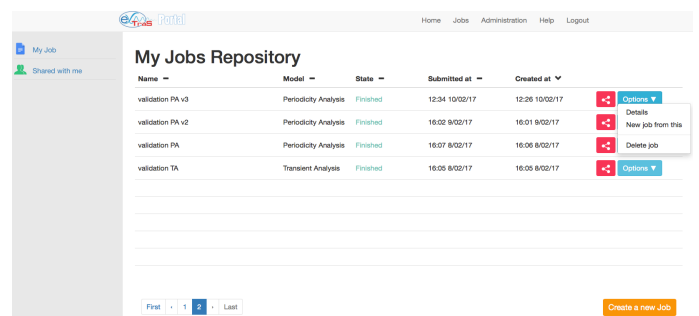 Portal
Home Jobs Administration Help Logout
My Job
Shared with me
My Jobs Repository
Name Model State Submitted at Created at
validation PA v3 Periodicity Analysis Finished 12:34 10/02/17 12:26 10/02/17 Options ▼
validation PA v2 Periodicity Analysis Finished 16:02 9/02/17 16:01 9/02/17
Details
New job from this
validation PA Periodicity Analysis Finished 16:07 8/02/17 16:06 8/02/17
Delete job
validation TA Transient Analysis Finished 16:05 8/02/17 16:05 8/02/17 Options ▼
First ‹ 1 2 › Last
Create a new Job